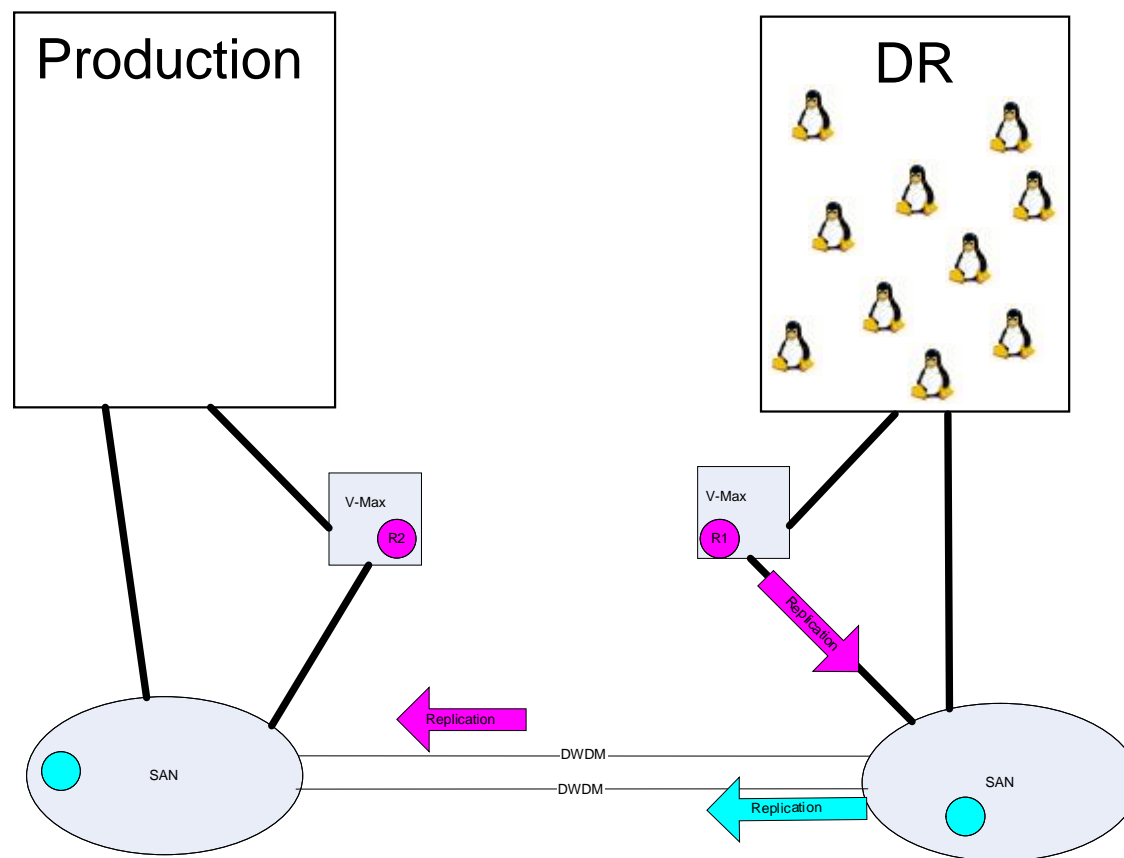 Production
DR
V-Max
R2
V-Max
R1
Replication
Replication
DWDM
SAN
SAN
DWDM
Replication